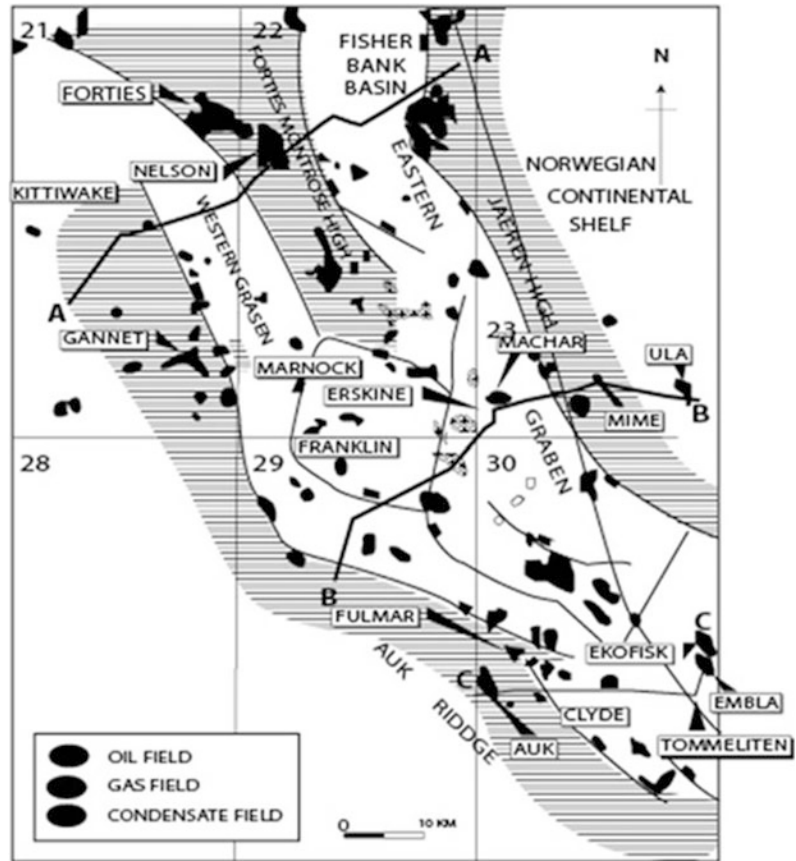 21
22
FISHER
BANK
BASIN
A
N
FORTIES
FORTIES MONTROSE HIGH
EASTERN
NELSON
NORWEGIAN
CONTINENTAL
SHELF
KITTIWAKE
WESTERN GRASEN
JAEREN HIGH
A
GANNET
23
MACHAR
ULA
MARNOCK
ERSKINE
B
MIME
GRABEN
FRANKLIN
28
29
30
B
FULMAR
AUK
RIDDGE
C
EKOFISK
C
EMBLA
CLYDE
AUK
TOMMELITEN
OIL FIELD
GAS FIELD
CONDENSATE FIELD
0 10 KM